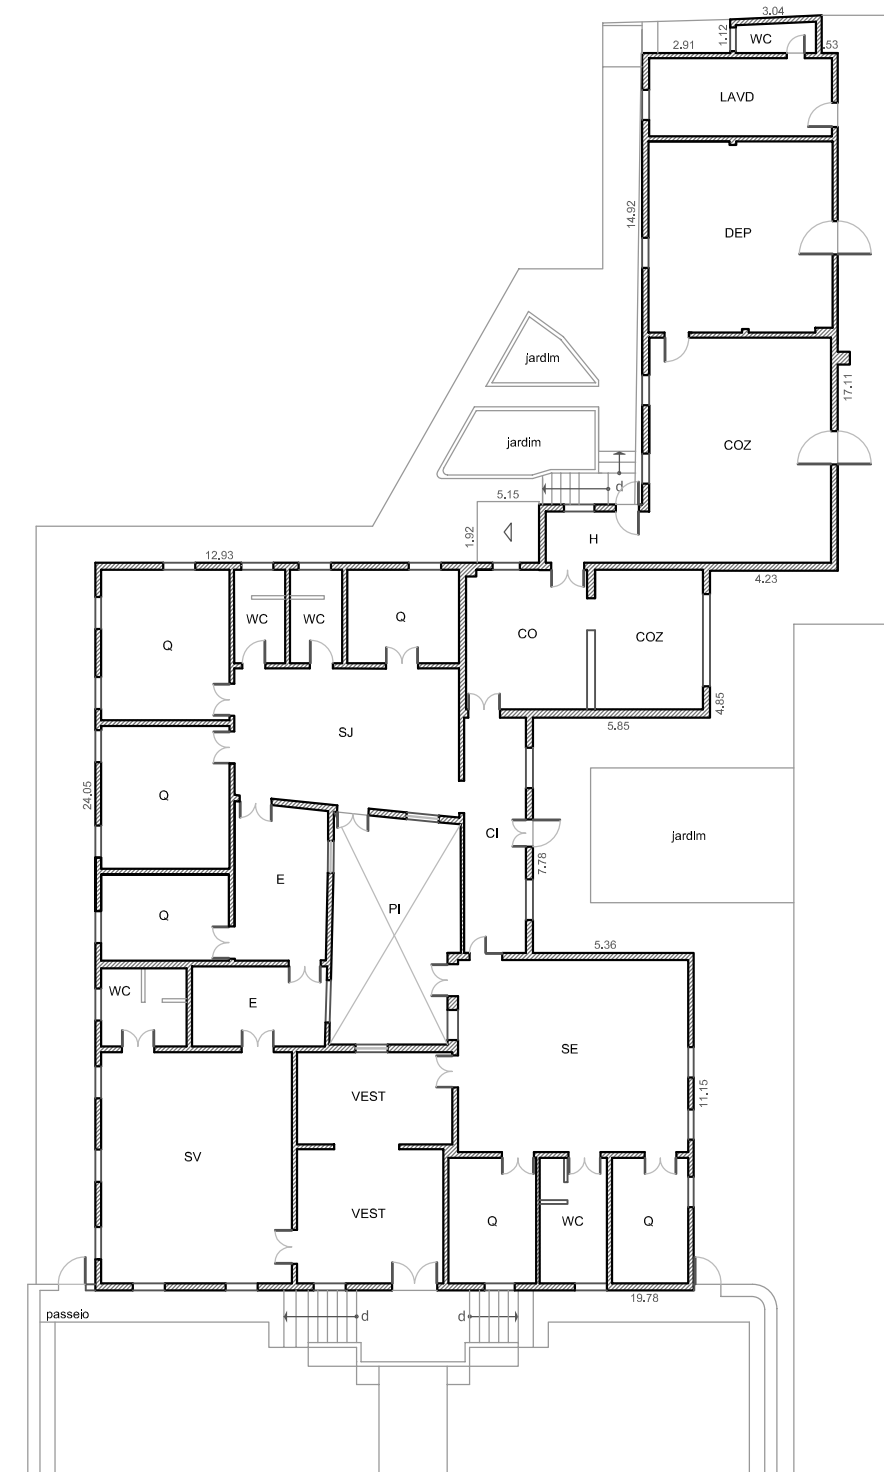 3.04
WC
1.12
2.91
.53
LAVD
14.92
DEP
jardIm
17.11
COZ
jardim
d
5.15
1.92
H
12.93
4.23
WC
WC
Q
Q
CO
COZ
4.85
5.85
SJ
24.05
Q
CI
7.78
jardIm
E
PI
Q
5.36
WC
E
SE
VEST
11.15
SV
VEST
Q
WC
Q
19.78
passeio
d
d